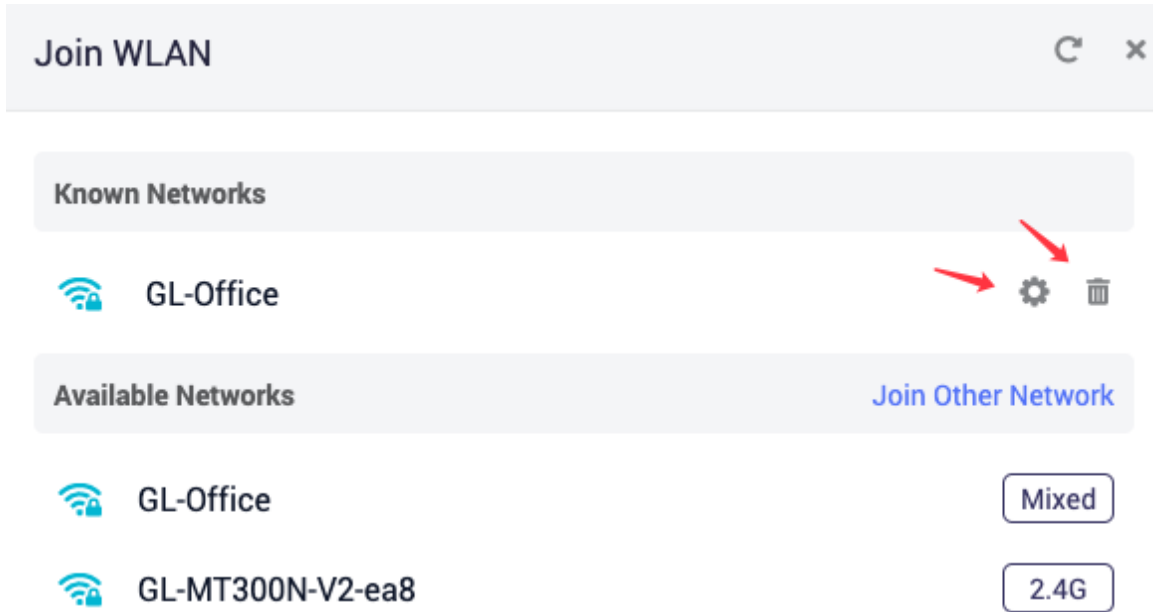 Join WLAN
Known Networks
GL-Office
Available Networks Join Other Network
GL-Office Mixed
GL-MT300N-V2-ea8 2.4G